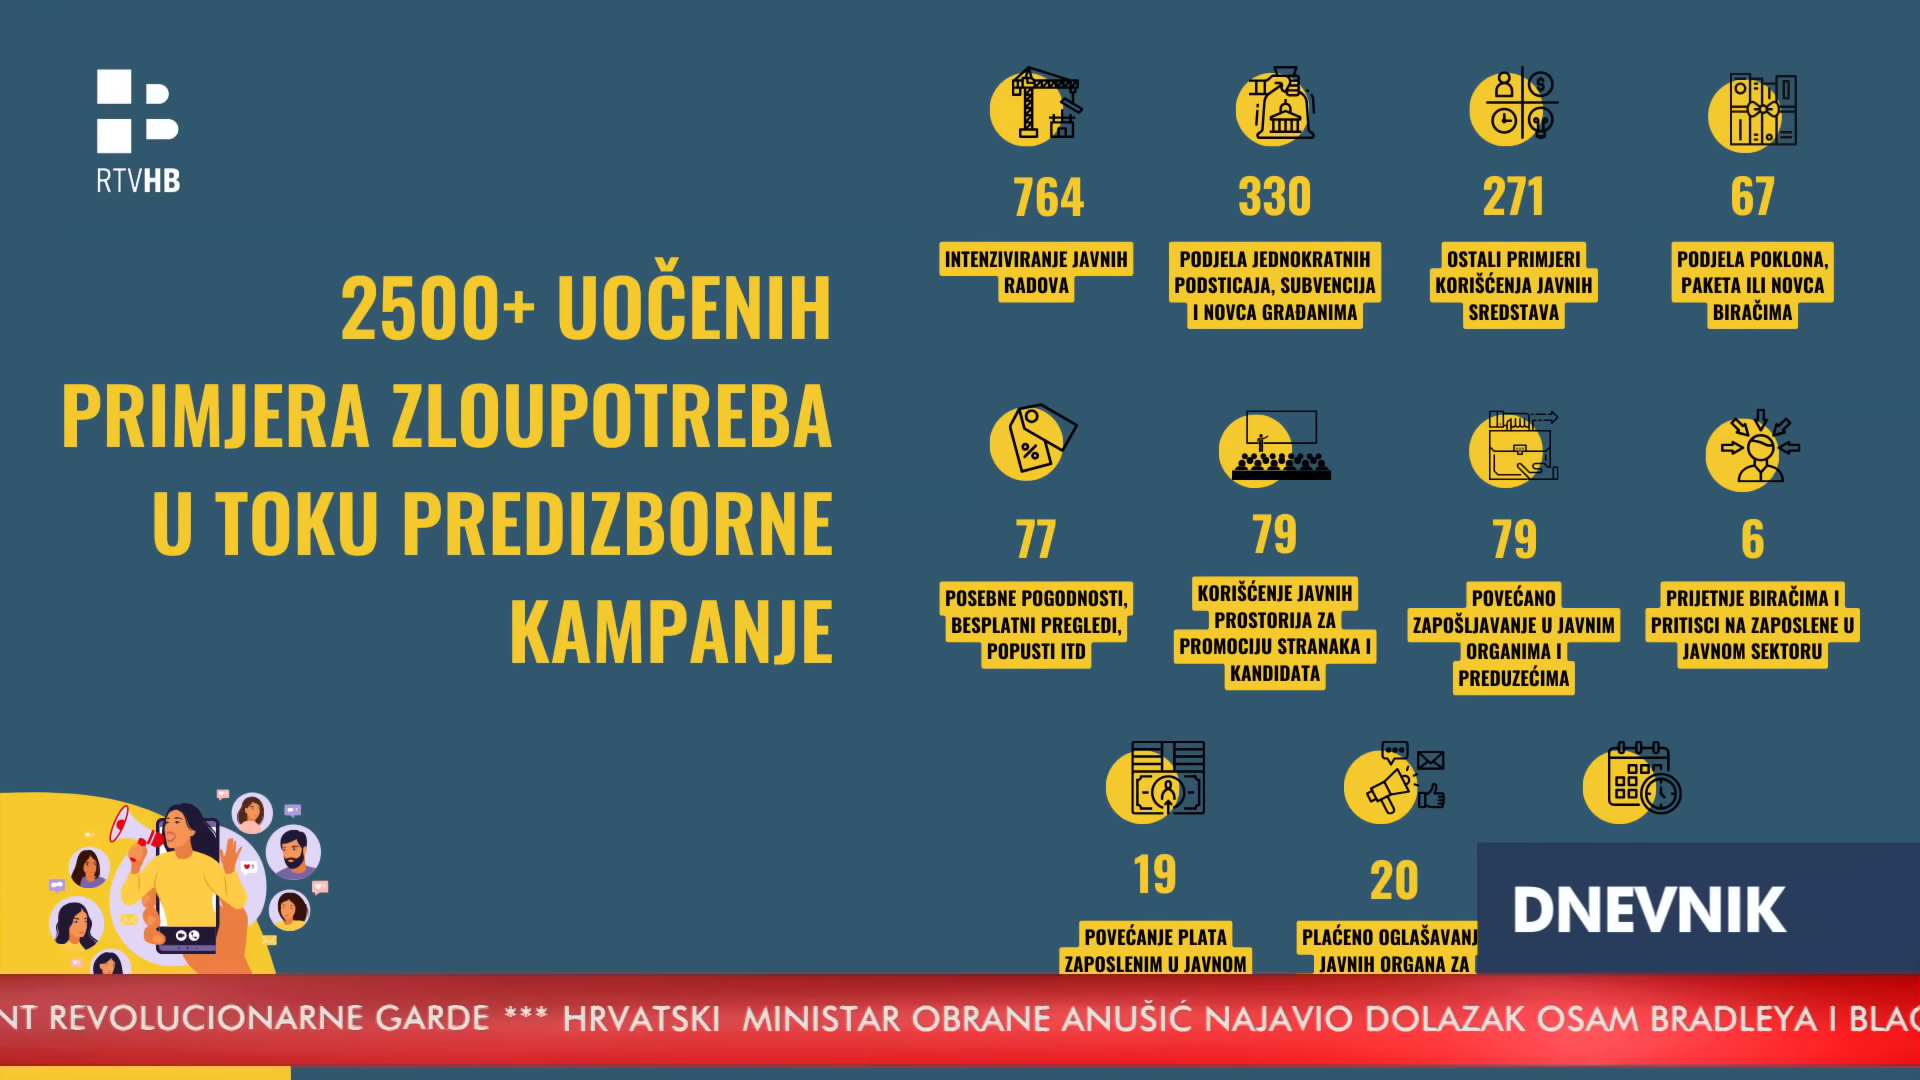 RTVHB
2500+ UOČENIH
PRIMJERA ZLOUPOTREBA
U TOKU PREDIZBORNE
KAMPANJE
764
INTENZIVIRANJE JAVNIH
RADOVA
330
PODJELA JEDNOKRATNIH
PODSTICAJA, SUBVENCIJA
I NOVCA GRAĐANIMA
271
OSTALI PRIMJERI
KORIŠĆENJA JAVNIH
SREDSTAVA
67
PODJELA POKLONA,
PAKETA ILI NOVCA
BIRAČIMA
77
POSEBNE POGODNOSTI,
BESPLATNI PREGLEDI,
POPUSTI ITD
79
KORIŠĆENJE JAVNIH
PROSTORIJA ZA
PROMOCIJU STRANAKA I
KANDIDATA
79
POVEĆANO
ZAPOŠLJAVANJE U JAVNIM
ORGANIMA I
PREDUZEĆIMA
6
PRIJETNJE BIRAČIMA I
PRITISCI NA ZAPOSLENE U
JAVNOM SEKTORU
19
POVEĆANJE PLATA
ZAPOSLENIM U JAVNOM
20
PLAĆENO OGLAŠAVANJ
JAVNIH ORGANA ZA
DNEVNIK
NT REVOLUCIONARNE GARDE *** HRVATSKI MINISTAR OBRANE ANUŠIĆ NAJAVIO DOLAZAK OSAM BRADLEYA I BLAC